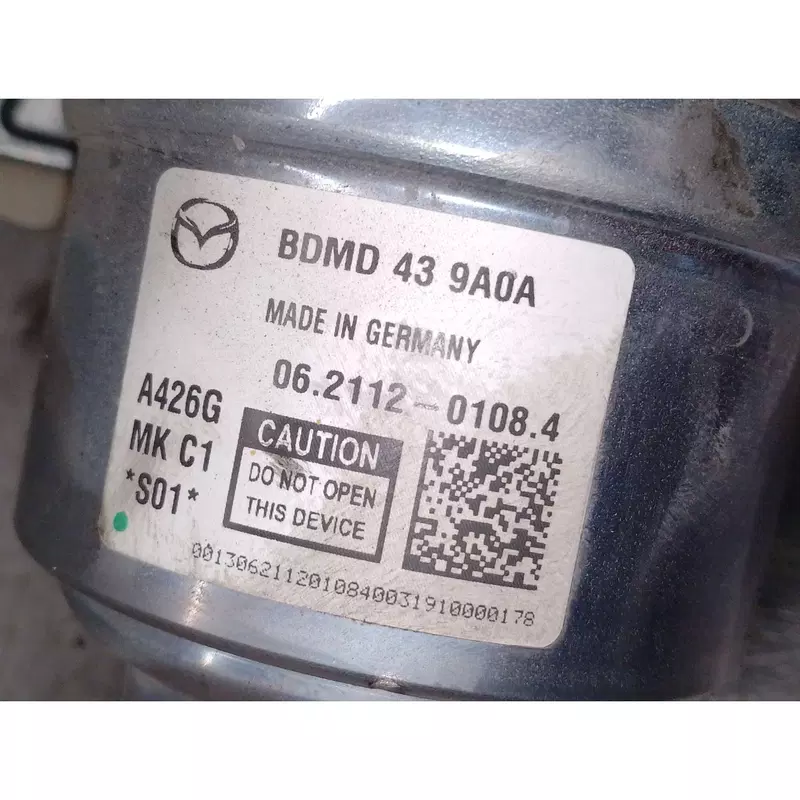 BDMD 43 9A0A
MADE IN GERMANY
06.2112-0108.4
A426G
MK C1
*S01*
CAUTION
DO NOT OPEN
THIS DEVICE
0013062112010840031910000178